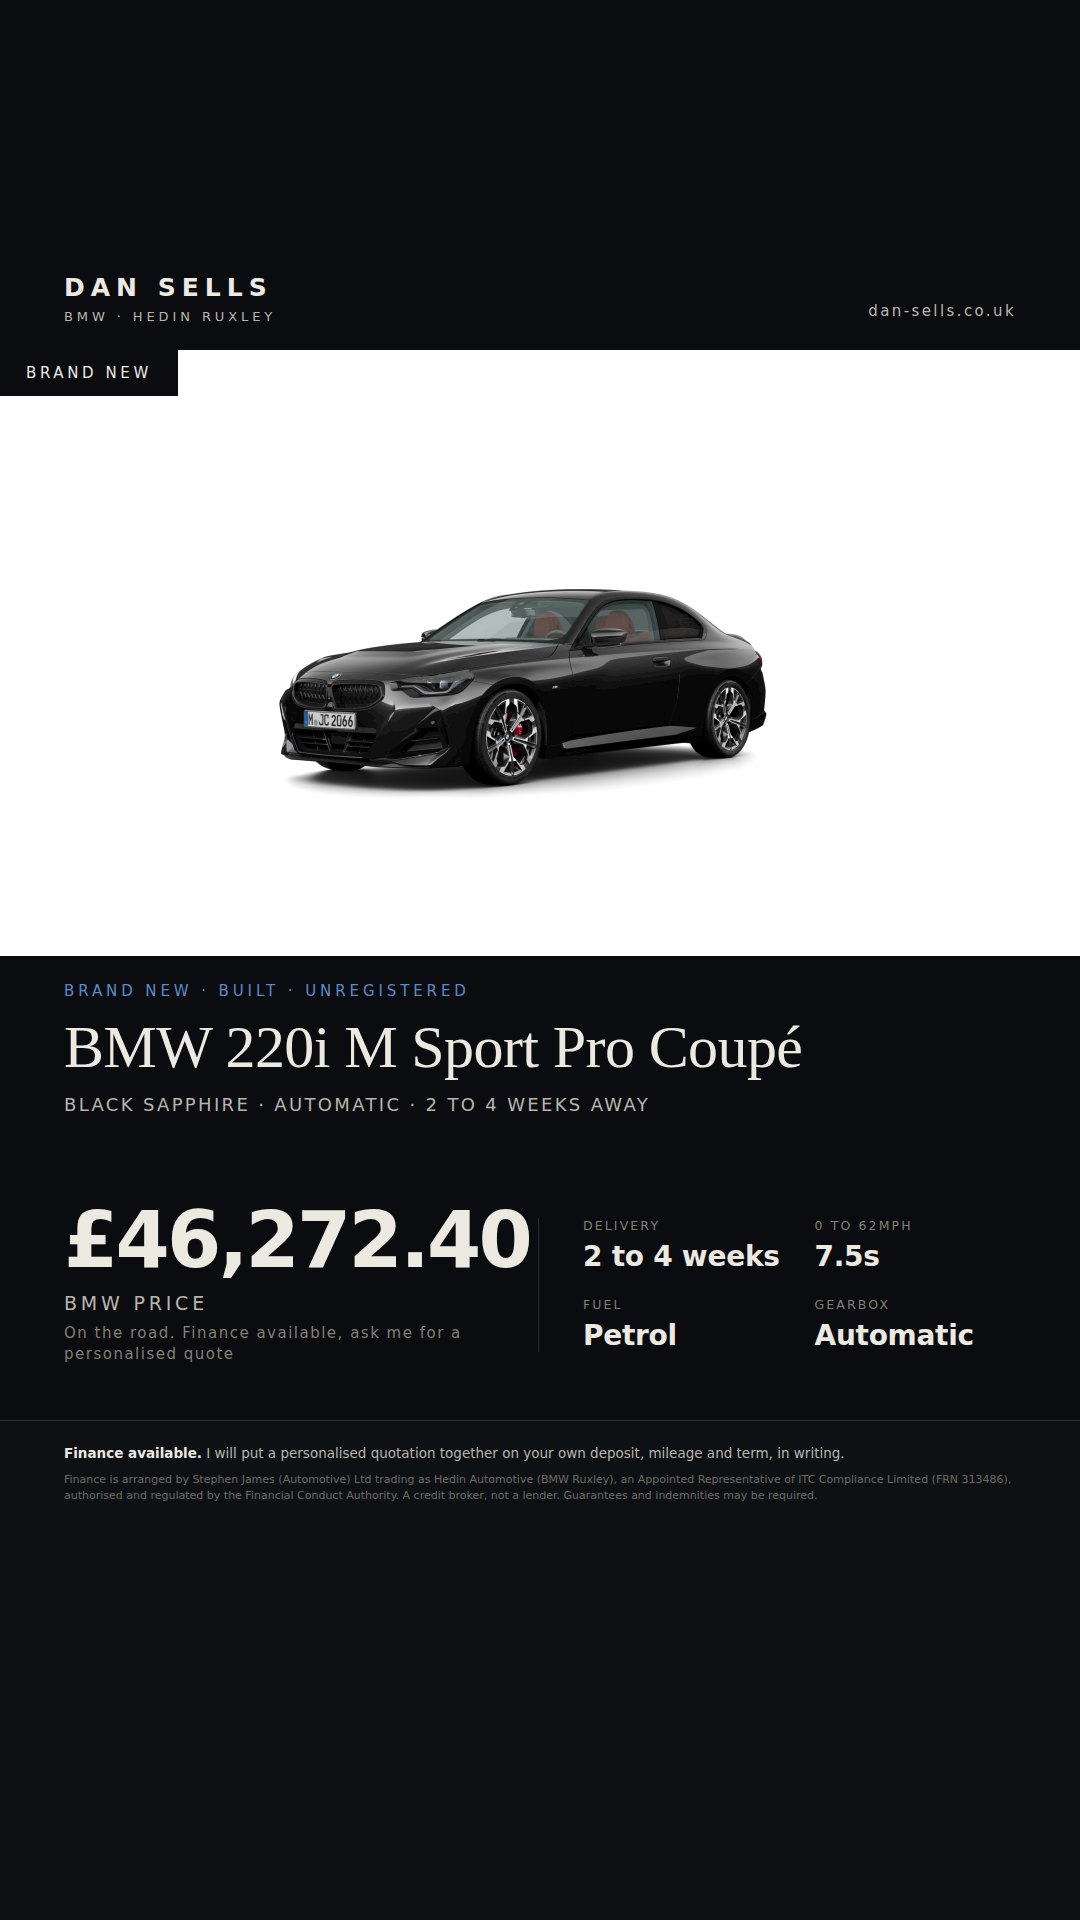 DAN SELLS
BMW · HEDIN RUXLEY
dan-sells.co.uk
BRAND NEW
M JC 2066
BRAND NEW · BUILT · UNREGISTERED
BMW 220i M Sport Pro Coupé
BLACK SAPPHIRE · AUTOMATIC · 2 TO 4 WEEKS AWAY
£46,272.40
BMW PRICE
On the road. Finance available, ask me for a
personalised quote
DELIVERY
2 to 4 weeks
0 TO 62MPH
7.5s
FUEL
Petrol
GEARBOX
Automatic
Finance available. I will put a personalised quotation together on your own deposit, mileage and term, in writing.
Finance is arranged by Stephen James (Automotive) Ltd trading as Hedin Automotive (BMW Ruxley), an Appointed Representative of ITC Compliance Limited (FRN 313486),
authorised and regulated by the Financial Conduct Authority. A credit broker, not a lender. Guarantees and indemnities may be required.